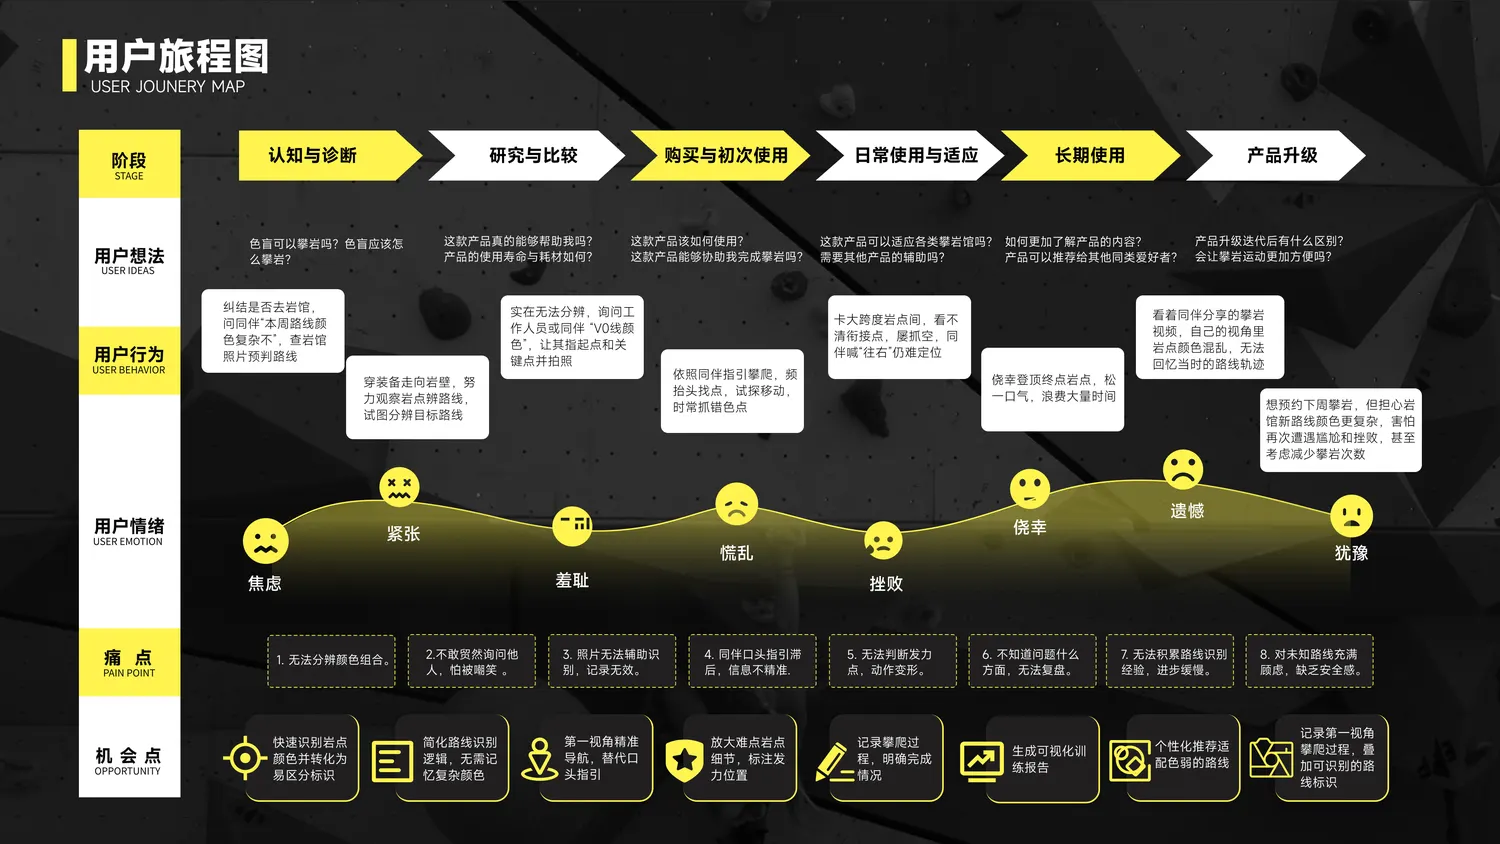 用户旅程图
USER JOUNERY MAP
阶段
STAGE
认知与诊断
研究与比较
购买与初次使用
日常使用与适应
长期使用
产品升级
用户想法
USER IDEAS
色盲可以攀岩吗？色盲应该怎
么攀岩？
这款产品真的能够帮助我吗？
产品的使用寿命与耗材如何？
这款产品该如何使用？
这款产品能够协助我完成攀岩吗？
这款产品可以适应各类攀岩馆吗？
需要其他产品的辅助吗？
如何更加了解产品的内容？
产品可以推荐给其他同类爱好者？
产品升级迭代后有什么区别？
会让攀岩运动更加方便吗？
用户行为
USER BEHAVIOR
纠结是否去岩馆，
问同伴“本周路线颜
色复杂不”，查岩馆
照片预判路线
穿装备走向岩壁，努
力观察岩点辨路线，
试图分辨目标路线
实在无法分辨，询问工
作人员或同伴 “V0线颜
色”，让其指起点和关
键点并拍照
依照同伴指引攀爬，频
抬头找点，试探移动，
时常抓错色点
卡大跨度岩点间，看不
清衔接点，屡抓空，同
伴喊“往右”仍难定位
侥幸登顶终点岩点，松
一口气，浪费大量时间
看着同伴分享的攀岩
视频，自己的视角里
岩点颜色混乱，无法
回忆当时的路线轨迹
想预约下周攀岩，但担心岩
馆新路线颜色更复杂，害怕
再次遭遇尴尬和挫败，甚至
考虑减少攀岩次数
用户情绪
USER EMOTION
焦虑
紧张
羞耻
慌乱
挫败
侥幸
遗憾
犹豫
痛 点
PAIN POINT
1. 无法分辨颜色组合。
2.不敢贸然询问他
人，怕被嘲笑 。
3. 照片无法辅助识
别，记录无效。
4. 同伴口头指引滞
后，信息不精准.
5. 无法判断发力
点，动作变形。
6. 不知道问题什么
方面，无法复盘。
7. 无法积累路线识别
经验，进步缓慢。
8. 对未知路线充满
顾虑，缺乏安全感。
机 会 点
OPPORTUNITY
快速识别岩点
颜色并转化为
易区分标识
简化路线识别
逻辑，无需记
忆复杂颜色
第一视角精准
导航，替代口
头指引
放大难点岩点
细节，标注发
力位置
记录攀爬过
程，明确完成
情况
生成可视化训
练报告
个性化推荐适
配色弱的路线
记录第一视角
攀爬过程，叠
加可识别的路
线标识